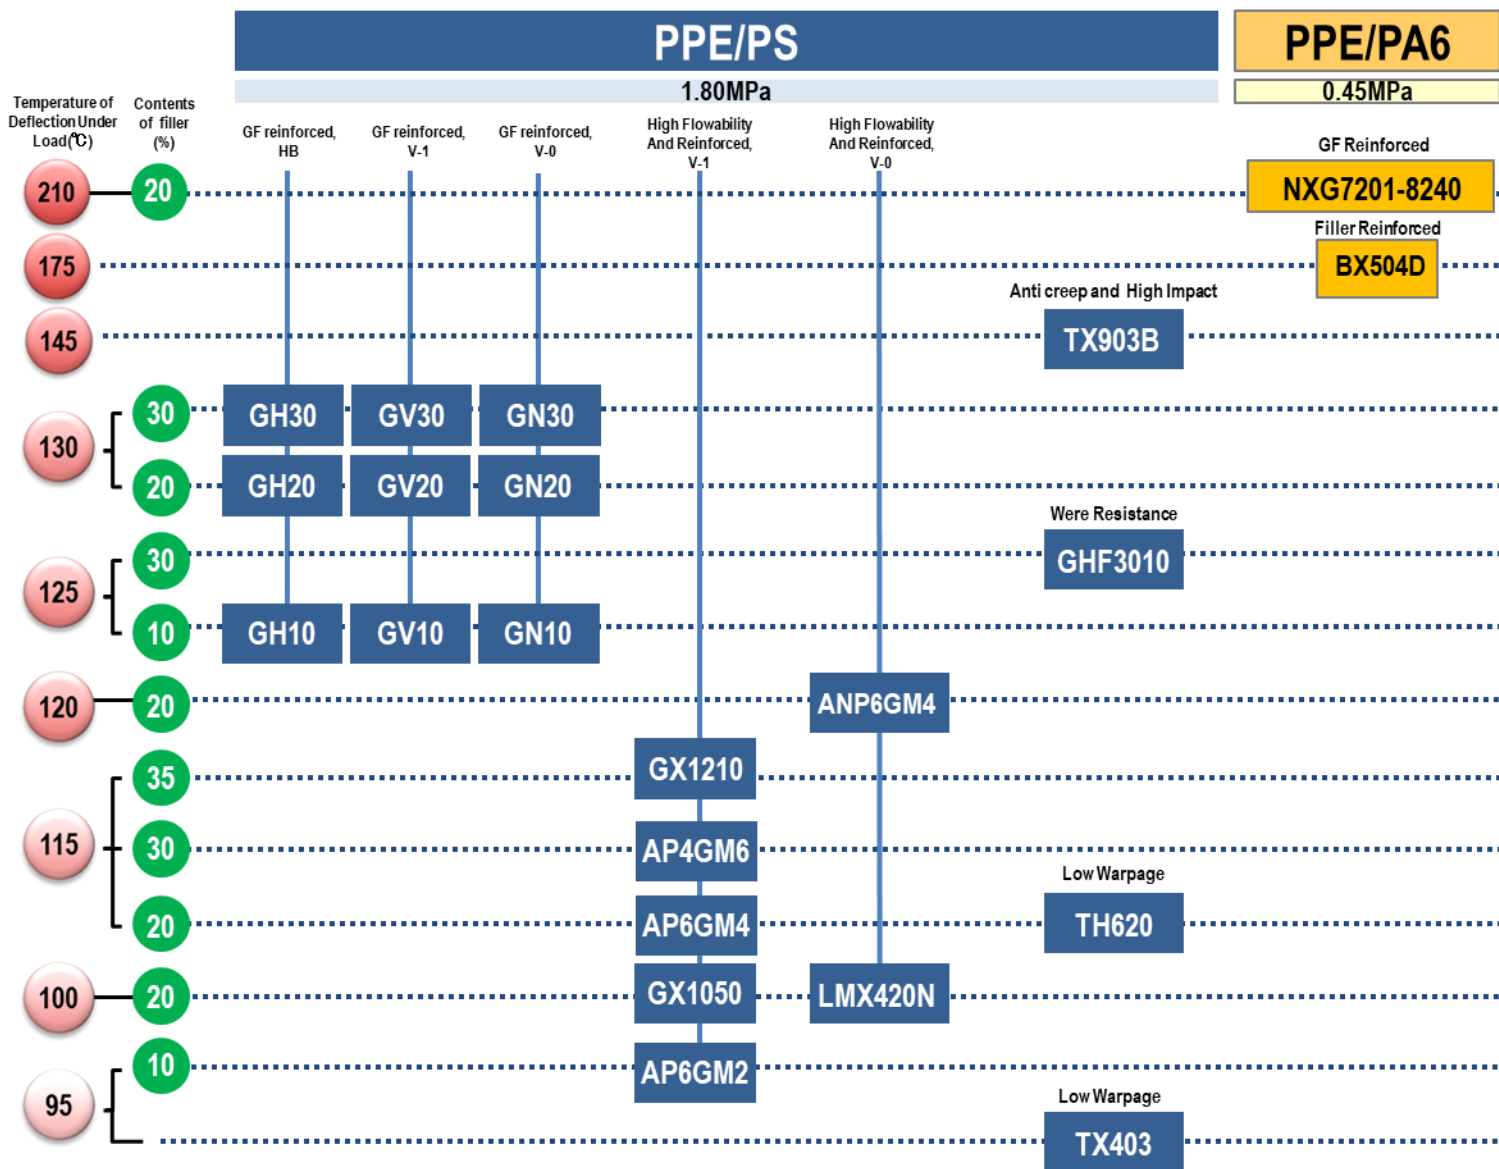 PPE/PS
PPE/PA6
1.80MPa
0.45MPa
Temperature of
Deflection Under
Load(℃)
Contents
of filler
(%)
GF reinforced,
HB
GF reinforced,
V-1
GF reinforced,
V-0
High Flowability
And Reinforced,
V-1
High Flowability
And Reinforced,
V-0
GF Reinforced
210
20
NXG7201-8240
Filler Reinforced
175
BX504D
Anti creep and High Impact
145
TX903B
130
30
GH30
GV30
GN30
20
GH20
GV20
GN20
Were Resistance
125
30
GHF3010
10
GH10
GV10
GN10
120
20
ANP6GM4
115
35
GX1210
30
AP4GM6
Low Warpage
20
AP6GM4
TH620
100
20
GX1050
LMX420N
95
10
AP6GM2
Low Warpage
TX403